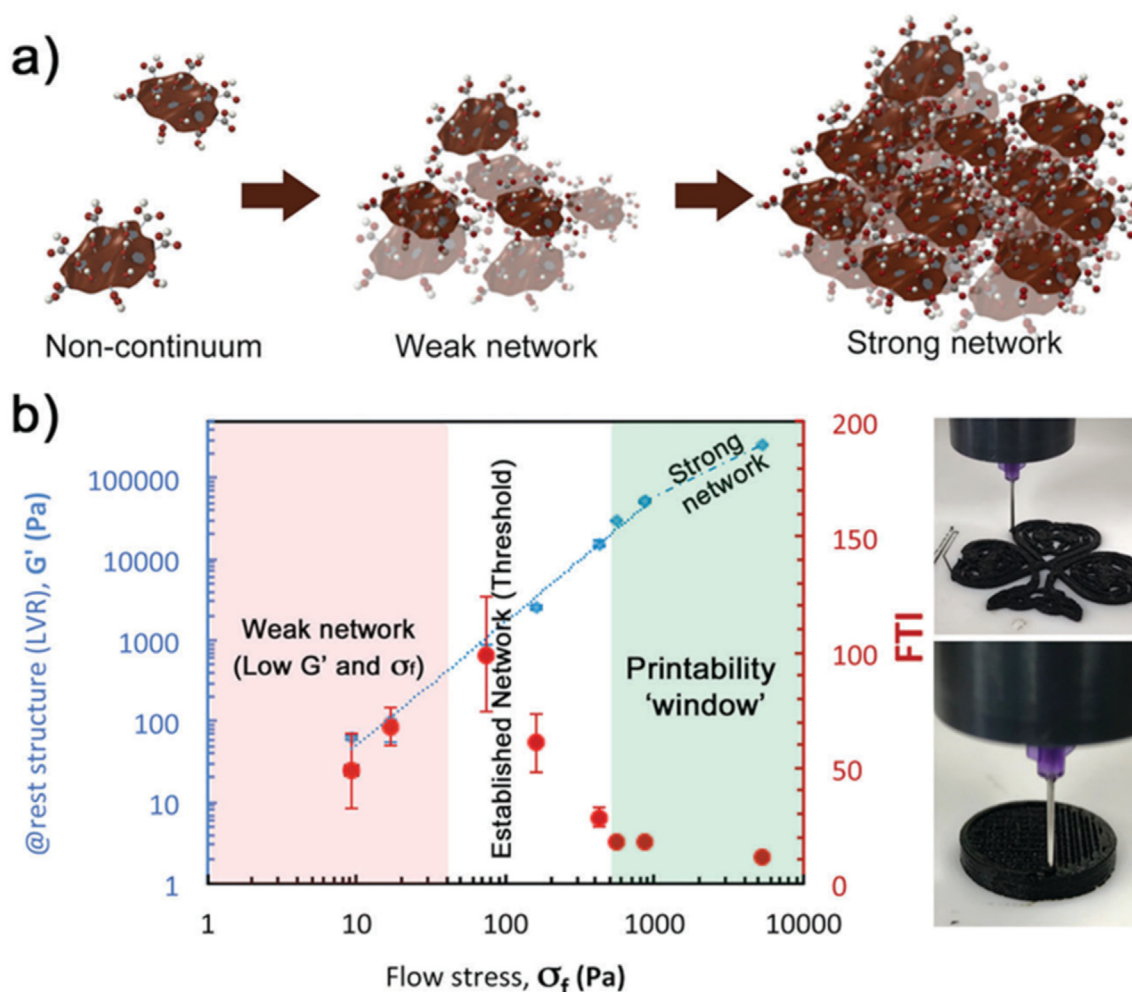 a)
Non-continuum
Weak network
Strong network
b)
@rest structure (LVR), G' (Pa)
100000
10000
1000
100
10
1
Weak network
(Low G' and σf)
Established Network (Threshold)
Strong
network
Printability
'window'
200
150
100
50
0
FTI
1
10
100
1000
10000
Flow stress, σf (Pa)